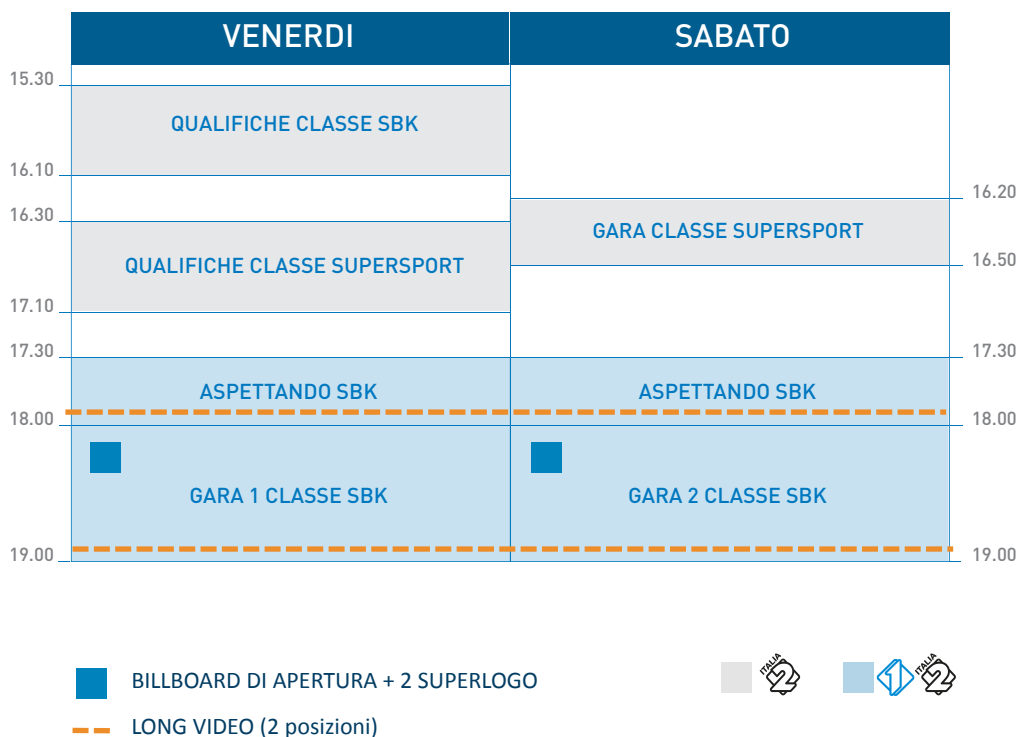 VENERDI
SABATO
15.30
QUALIFICHE CLASSE SBK
16.10
16.30
QUALIFICHE CLASSE SUPERSPORT
17.10
17.30
16.20
GARA CLASSE SUPERSPORT
16.50
17.30
ASPETTANDO SBK
ASPETTANDO SBK
18.00
18.00
GARA 1 CLASSE SBK
GARA 2 CLASSE SBK
19.00
19.00
BILLBOARD DI APERTURA + 2 SUPERLOGO
LONG VIDEO (2 posizioni)
ITALIA
2
1
ITALIA
2